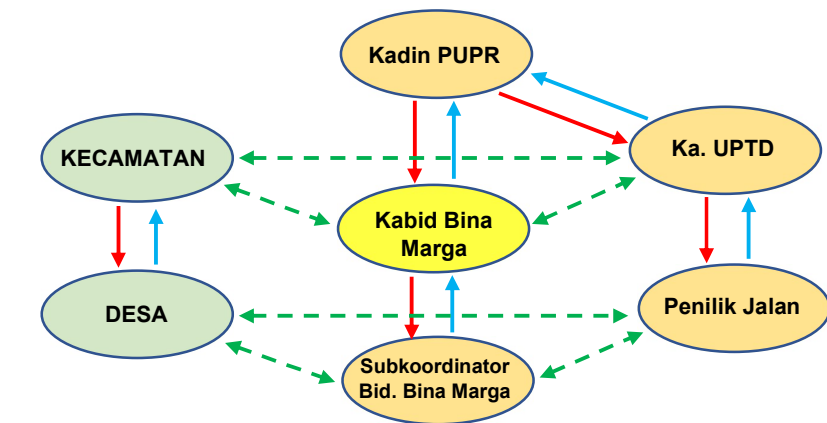 Kadin PUPR
KECAMATAN
Ka. UPTD
Kabid Bina
Marga
DESA
Penilik Jalan
Subkoordinator
Bid. Bina Marga